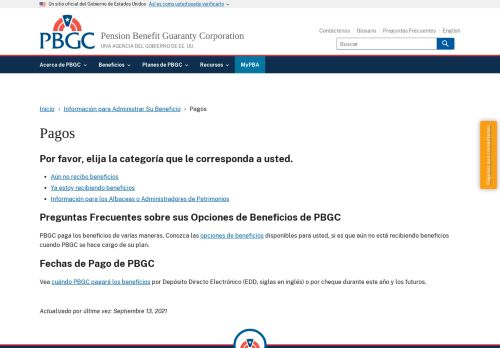 Un sitio oficial del Gobierno de Estados Unidos Así es como usted puede verificarlo
PBGC
Pension Benefit Guaranty Corporation
UNA AGENCIA DEL GOBIERNO DE EE. UU
Contáctenos Glosario Preguntas Frecuentes English
Buscar
Acerca de PBGC Beneficios Planes de PBGC Recursos MyPBA
Inicio › Información para Administrar Su Beneficio › Pagos
Pagos
Por favor, elija la categoría que le corresponda a usted.
Aún no recibo beneficios
Ya estoy recibiendo beneficios
Información para los Albaceas o Administradores de Patrimonios
Preguntas Frecuentes sobre sus Opciones de Beneficios de PBGC
PBGC paga los beneficios de varias maneras. Conozca las opciones de beneficios disponibles para usted, si es que aún no está recibiendo beneficios
cuando PBGC se hace cargo de su plan.
Fechas de Pago de PBGC
Vea cuándo PBGC pagará los beneficios por Depósito Directo Electrónico (EDD, siglas en inglés) o por cheque durante este año y los futuros.
Actualizado por última vez: Septiembre 13, 2021